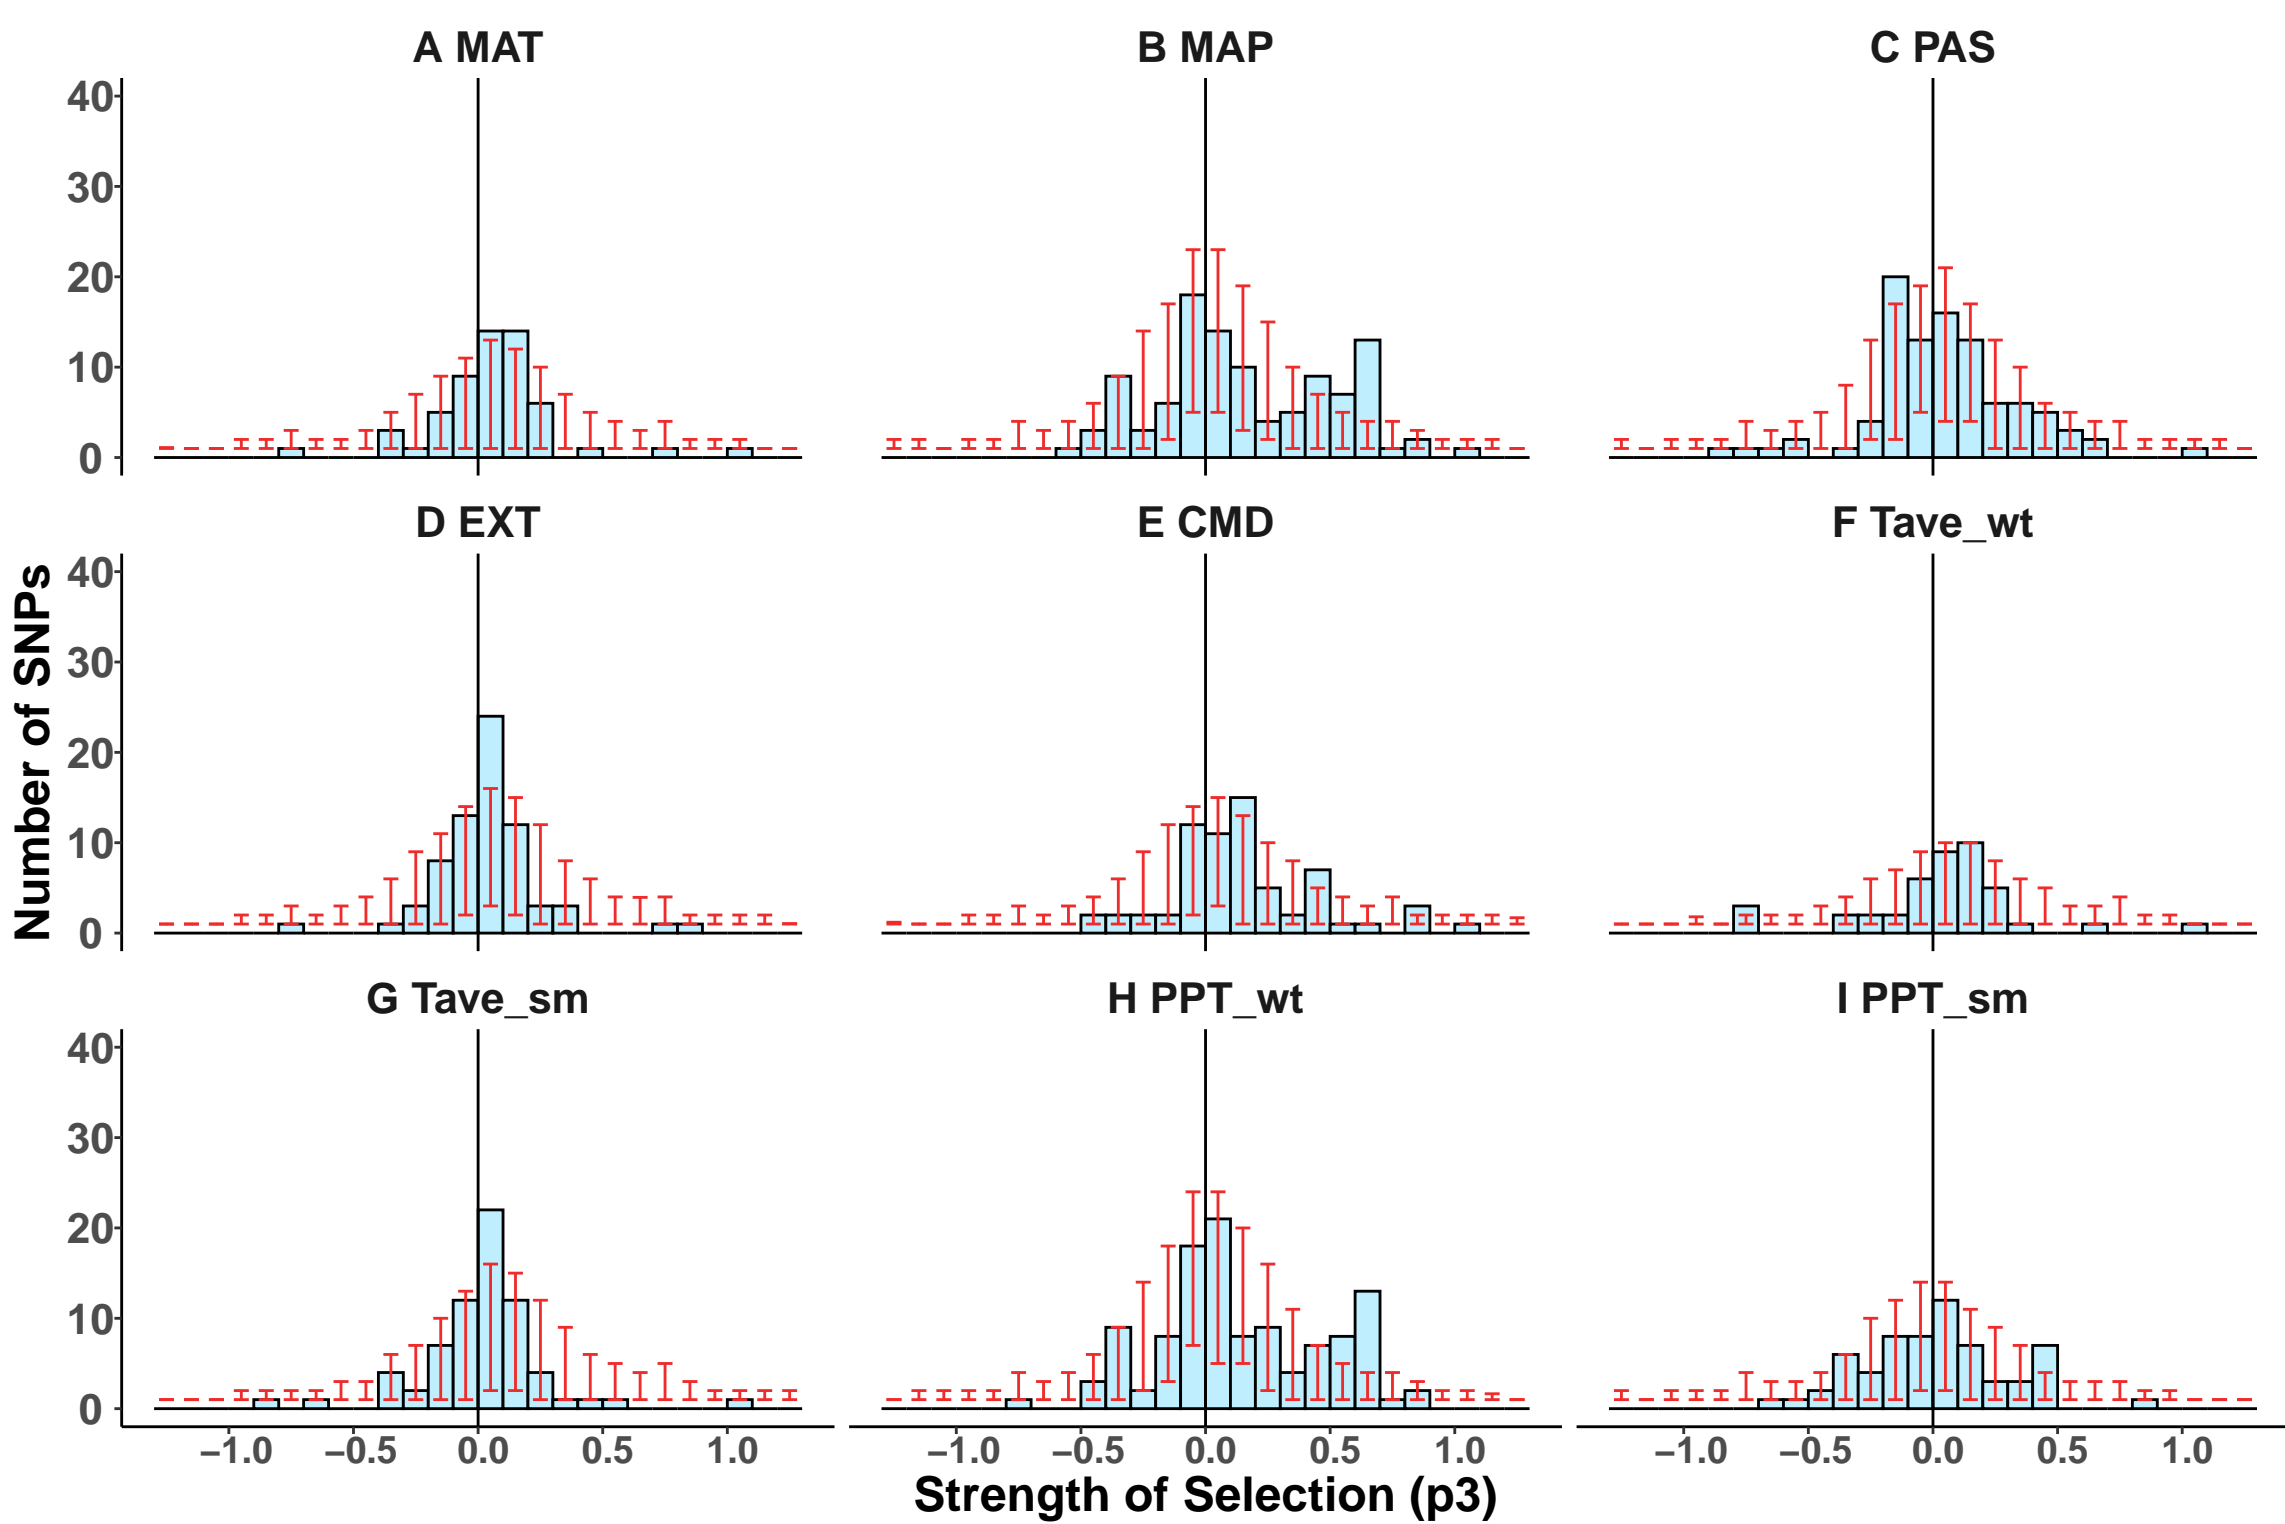 A MAT
B MAP
C PAS
40
30
20
10
0
D EXT
E CMD
F Tave_wt
40
30
20
10
0
G Tave_sm
H PPT_wt
I PPT_sm
40
30
20
10
0
−1.0 −0.5 0.0 0.5 1.0
−1.0 −0.5 0.0 0.5 1.0
−1.0 −0.5 0.0 0.5 1.0
Number of SNPs
Strength of Selection (p3)